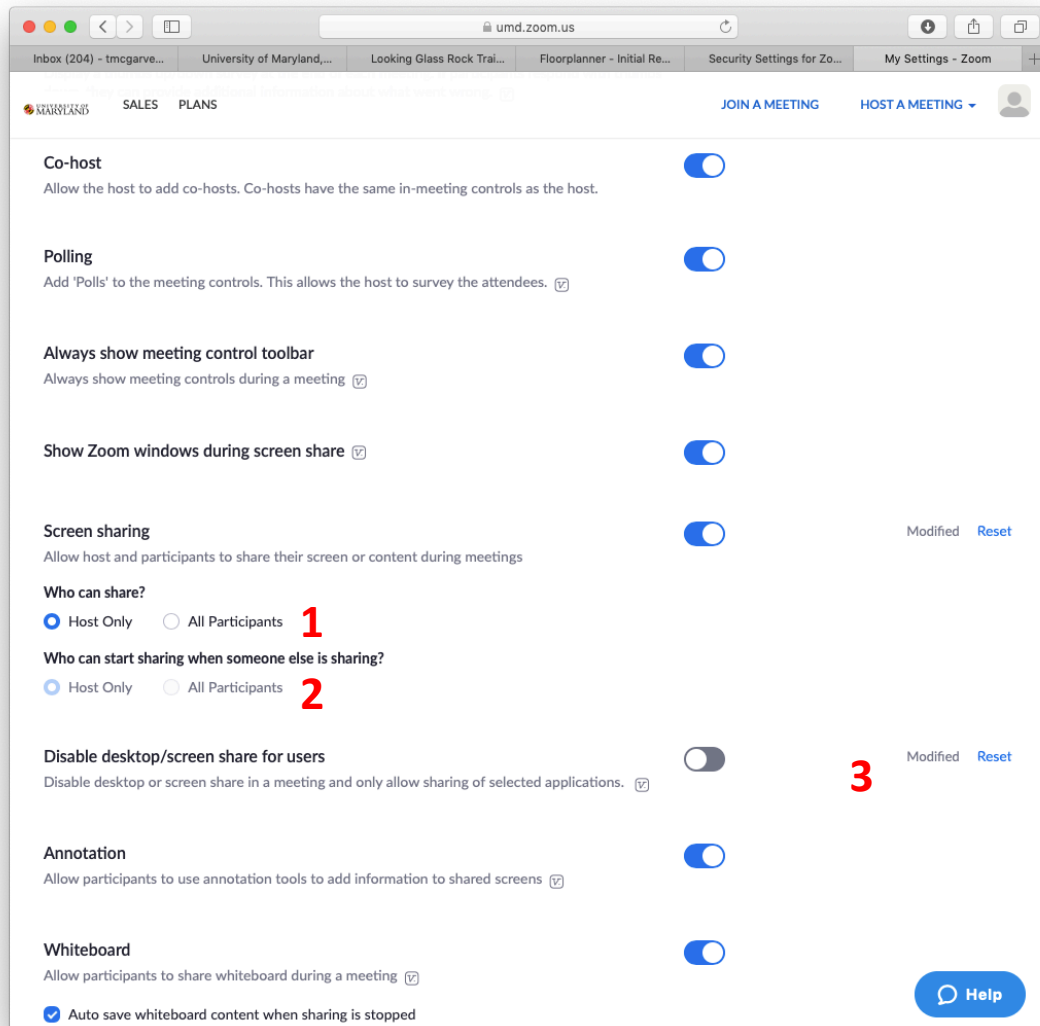 umd.zoom.us
Inbox (204) - tmcgarve...
University of Maryland,...
Looking Glass Rock Trai...
Floorplanner - Initial Re...
Security Settings for Zo...
My Settings - Zoom
UNIVERSITY OF
MARYLAND
SALES
PLANS
JOIN A MEETING
HOST A MEETING
Co-host
Allow the host to add co-hosts. Co-hosts have the same in-meeting controls as the host.
Polling
Add 'Polls' to the meeting controls. This allows the host to survey the attendees.
Always show meeting control toolbar
Always show meeting controls during a meeting
Show Zoom windows during screen share
Screen sharing
Modified Reset
Allow host and participants to share their screen or content during meetings
Who can share?
Host Only All Participants 1
Who can start sharing when someone else is sharing?
Host Only All Participants 2
Disable desktop/screen share for users
Modified Reset
Disable desktop or screen share in a meeting and only allow sharing of selected applications.
3
Annotation
Allow participants to use annotation tools to add information to shared screens
Whiteboard
Allow participants to share whiteboard during a meeting
Auto save whiteboard content when sharing is stopped
Help